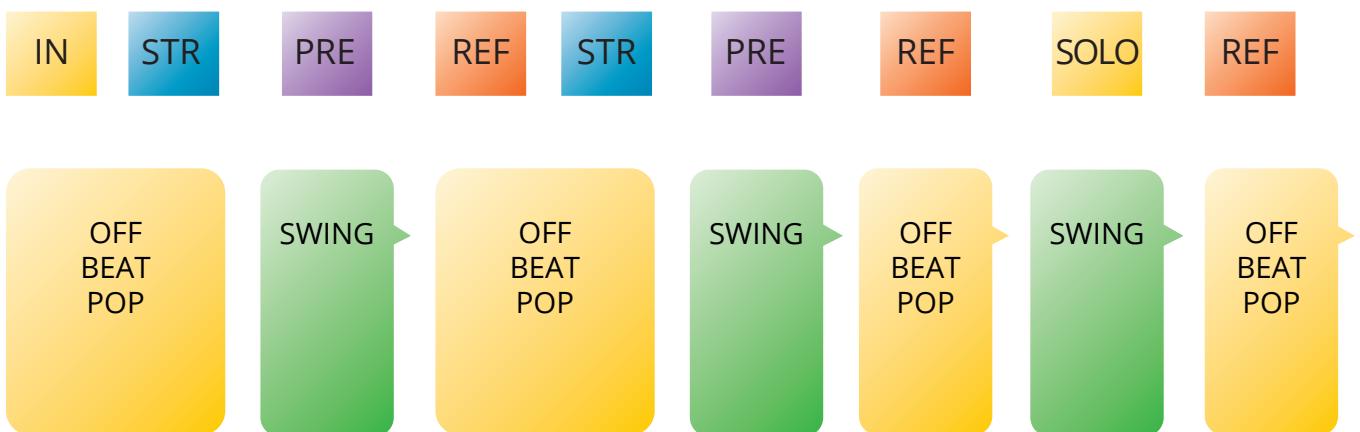 IN STR PRE REF STR PRE REF SOLO REF
OFF
BEAT
POP
SWING
OFF
BEAT
POP
SWING
OFF
BEAT
POP
SWING
OFF
BEAT
POP